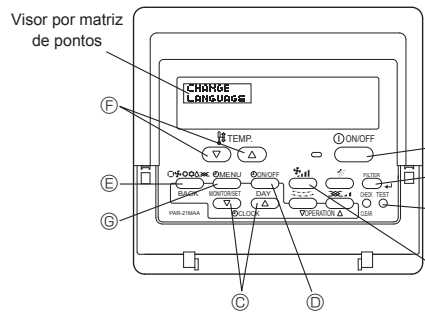 Visor por matriz
de pontos
CHANGE
LANGUAGE
F
TEMP.
ON/OFF
E
MENU
ON/OFF
FILTER
BACK
MONITOR/SET
DAY
CHECK
TEST
PAR-21MAA
CLOCK
OPERATION
CLEAR
G
C
D